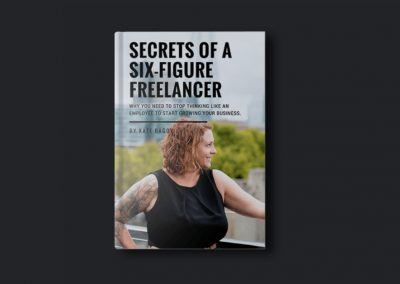 SECRETS OF A
SIX-FIGURE
FREELANCER
WHY YOU NEED TO STOP THINKING LIKE AN
EMPLOYEE TO START GROWING YOUR BUSINESS.
BY KATE BAGOY